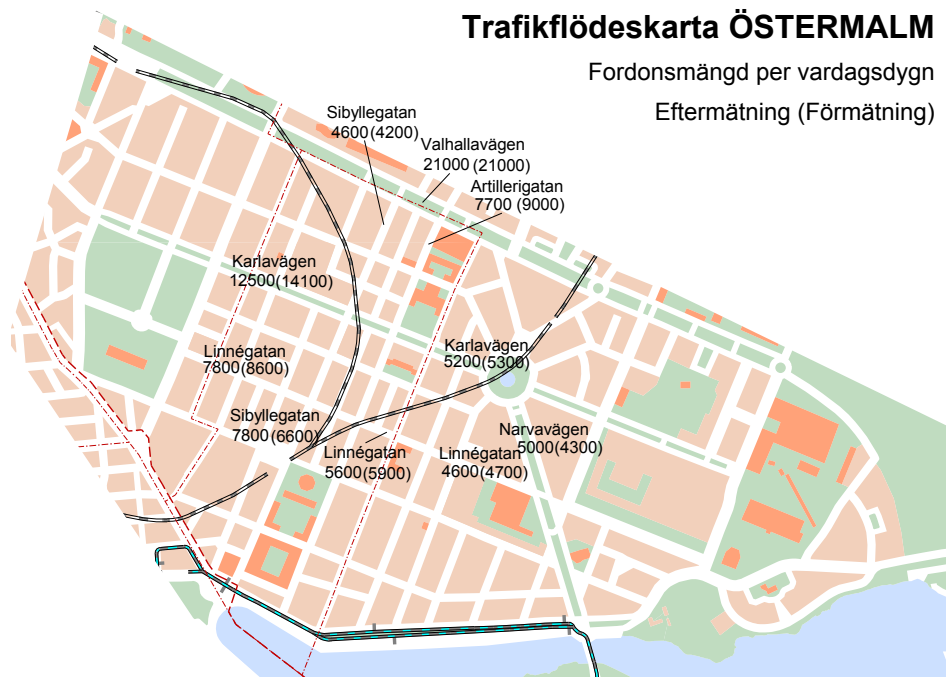 Trafikflödeskarta ÖSTERMALM
Fordonsmängd per vardagsdygn
Eftermätning (Förmätning)
Sibyllegatan
4600(4200)
Valhallavägen
21000 (21000)
Artillerigatan
7700 (9000)
Karlavägen
12500(14100)
Linnégatan
7800(8600)
Karlavägen
5200(5300)
Sibyllegatan
7800(6600)
Linnégatan
5600(5900)
Linnégatan
4600(4700)
Narvavägen
5000(4300)